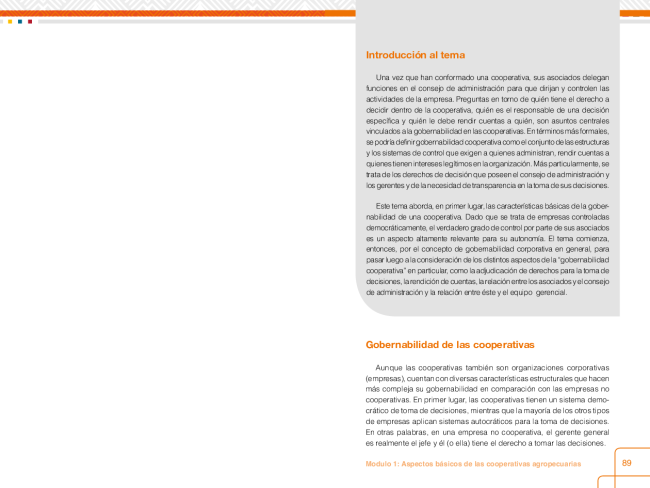 Introducción al tema
Una vez que han conformado una cooperativa, sus asociados delegan
funciones en el consejo de administración para que dirijan y controlen las
actividades de la empresa. Preguntas en torno de quién tiene el derecho a
decidir dentro de la cooperativa, quién es el responsable de una decisión
específica y quién le debe rendir cuentas a quién, son asuntos centrales
vinculados a la gobernabilidad en las cooperativas. En términos más formales,
se podría definir gobernabilidad cooperativa como el conjunto de las estructuras
y los sistemas de control que exigen a quienes administran, rendir cuentas a
quienes tienen intereses legítimos en la organización. Más particularmente, se
trata de los derechos de decisión que poseen el consejo de administración y
los gerentes y de la necesidad de transparencia en la toma de sus decisiones.
Este tema aborda, en primer lugar, las características básicas de la gober-
nabilidad de una cooperativa. Dado que se trata de empresas controladas
democráticamente, el verdadero grado de control por parte de sus asociados
es un aspecto altamente relevante para su autonomía. El tema comienza,
entonces, por el concepto de gobernabilidad corporativa en general, para
pasar luego a la consideración de los distintos aspectos de la "gobernabilidad
cooperativa" en particular, como la adjudicación de derechos para la toma de
decisiones, la rendición de cuentas, la relación entre los asociados y el consejo
de administración y la relación entre éste y el equipo gerencial.
Gobernabilidad de las cooperativas
Aunque las cooperativas también son organizaciones corporativas
(empresas), cuentan con diversas características estructurales que hacen
más compleja su gobernabilidad en comparación con las empresas no
cooperativas. En primer lugar, las cooperativas tienen un sistema demo-
crático de toma de decisiones, mientras que la mayoría de los otros tipos
de empresas aplican sistemas autocráticos para la toma de decisiones.
En otras palabras, en una empresa no cooperativa, el gerente general
es realmente el jefe y él (o ella) tiene el derecho a tomar las decisiones.
Modulo 1: Aspectos básicos de las cooperativas agropecuarias
89